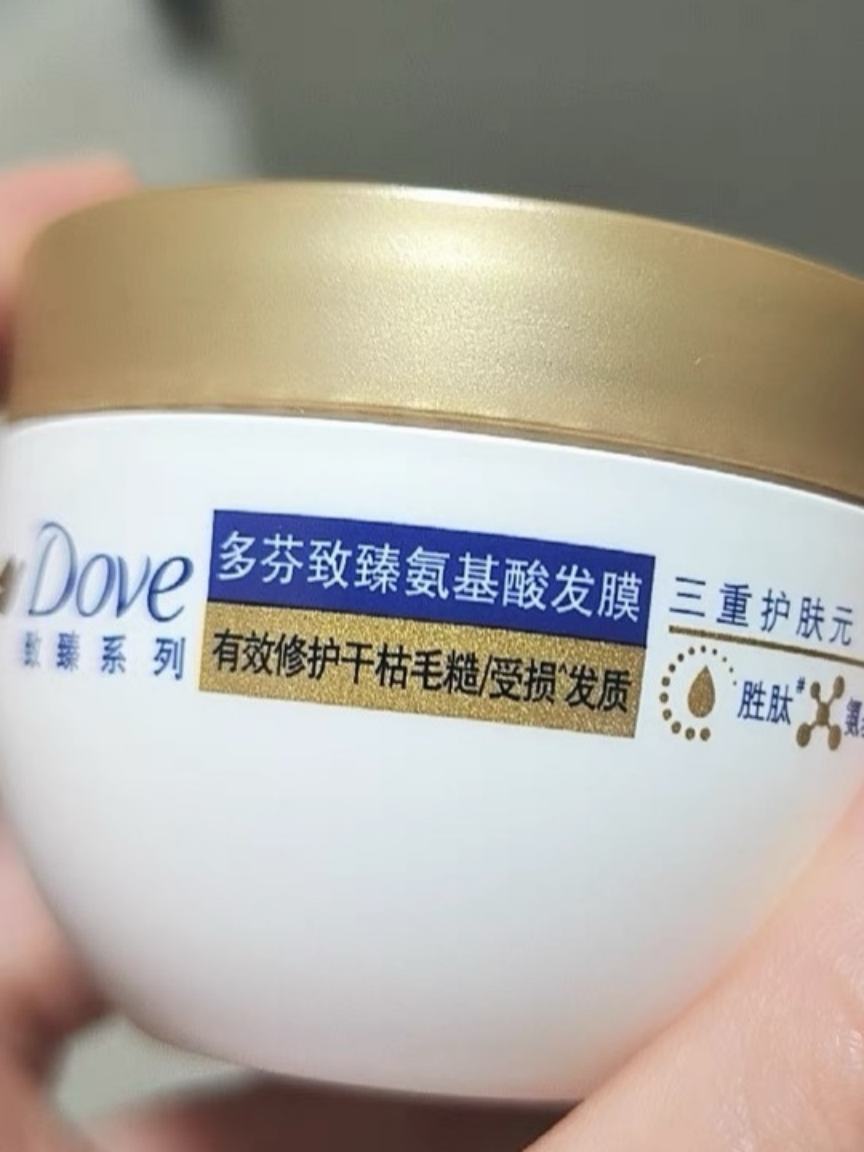 Dove
致臻系列
多芬致臻氨基酸发膜
有效修护干枯毛糙/受损^发质
三重护肤元
胜肽#
氨